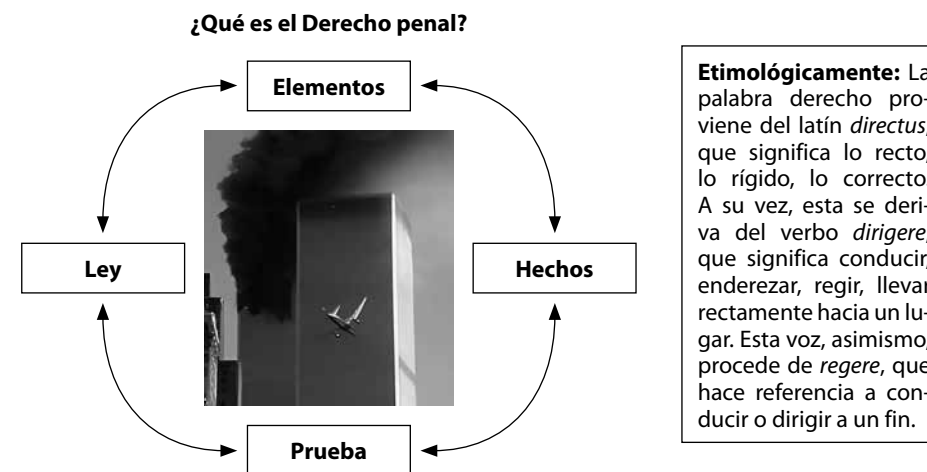 ¿Qué es el Derecho penal?
Elementos
Ley
Hechos
Prueba
Etimológicamente: La
palabra derecho pro-
viene del latín directus,
que significa lo recto,
lo rígido, lo correcto.
A su vez, esta se deri-
va del verbo dirigere,
que significa conducir,
enderezar, regir, llevar
rectamente hacia un lu-
gar. Esta voz, asimismo,
procede de regere, que
hace referencia a con-
ducir o dirigir a un fin.